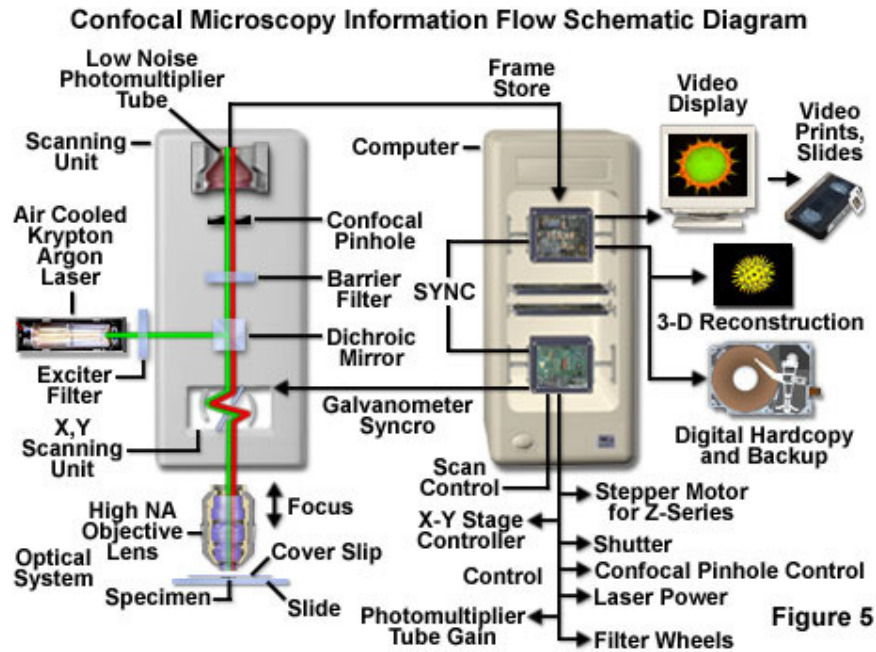 Confocal Microscopy Information Flow Schematic Diagram
Low Noise
Photomultiplier
Tube
Scanning
Unit
Air Cooled
Krypton
Argon
Laser
Exciter
Filter
X,Y
Scanning
Unit
High NA
Objective
Lens
Optical
System
Specimen
Confocal
Pinhole
Barrier
Filter
Dichroic
Mirror
Galvanometer
Syncro
Focus
Cover Slip
Slide
Frame
Store
Computer
SYNC
Video
Display
Video
Prints,
Slides
3-D Reconstruction
Digital Hardcopy
and Backup
Scan
Control
X-Y Stage
Controller
Control
Photomultiplier
Tube Gain
Stepper Motor
for Z-Series
Shutter
Confocal Pinhole Control
Laser Power
Filter Wheels
Figure 5